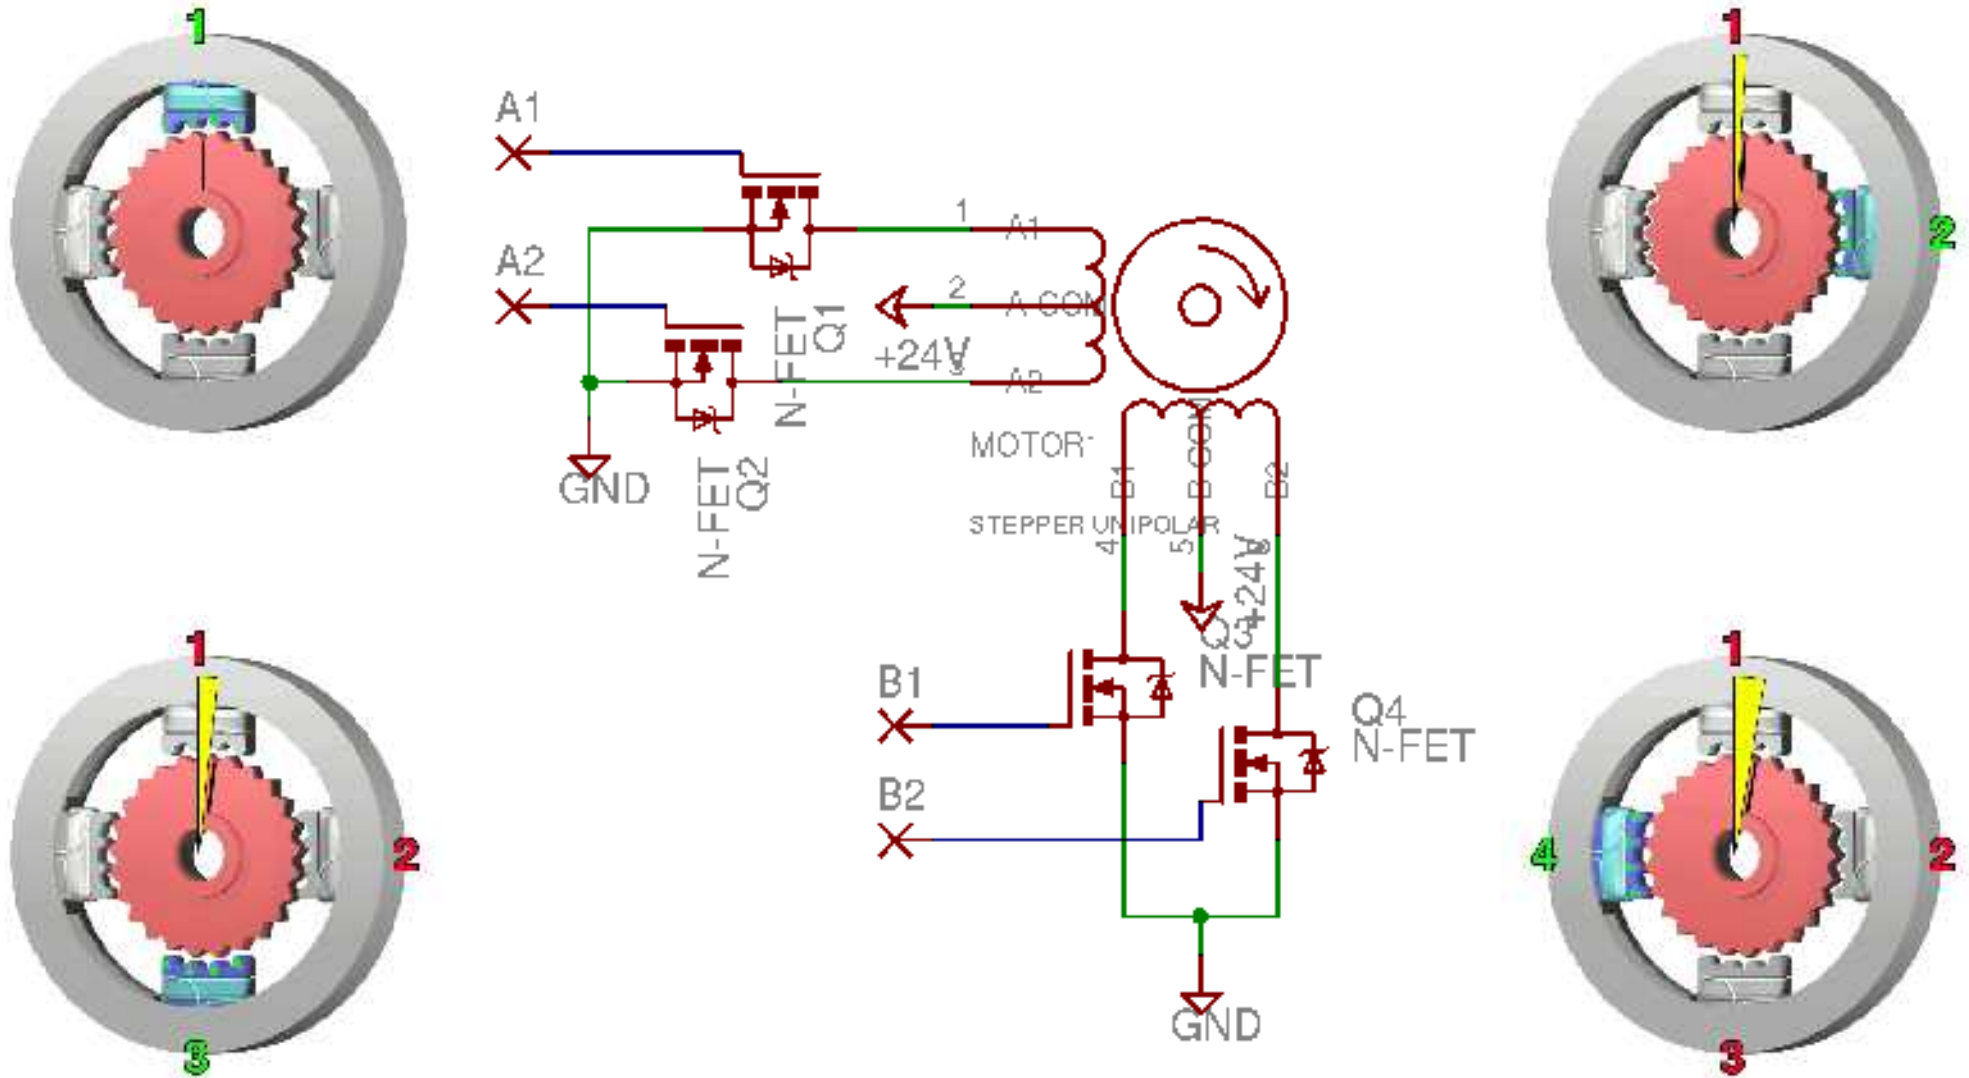 1
1
A1
1
A1
2
A2
2
A COM
Q1
N-FET
+24V
A2
MOTOR
B1
B COM
B2
GND
Q2
N-FET
STEPPER UNIPOLAR
4
5
+24V
1
1
Q3
N-FET
B1
Q4
N-FET
B2
2
4
2
GND
3
3